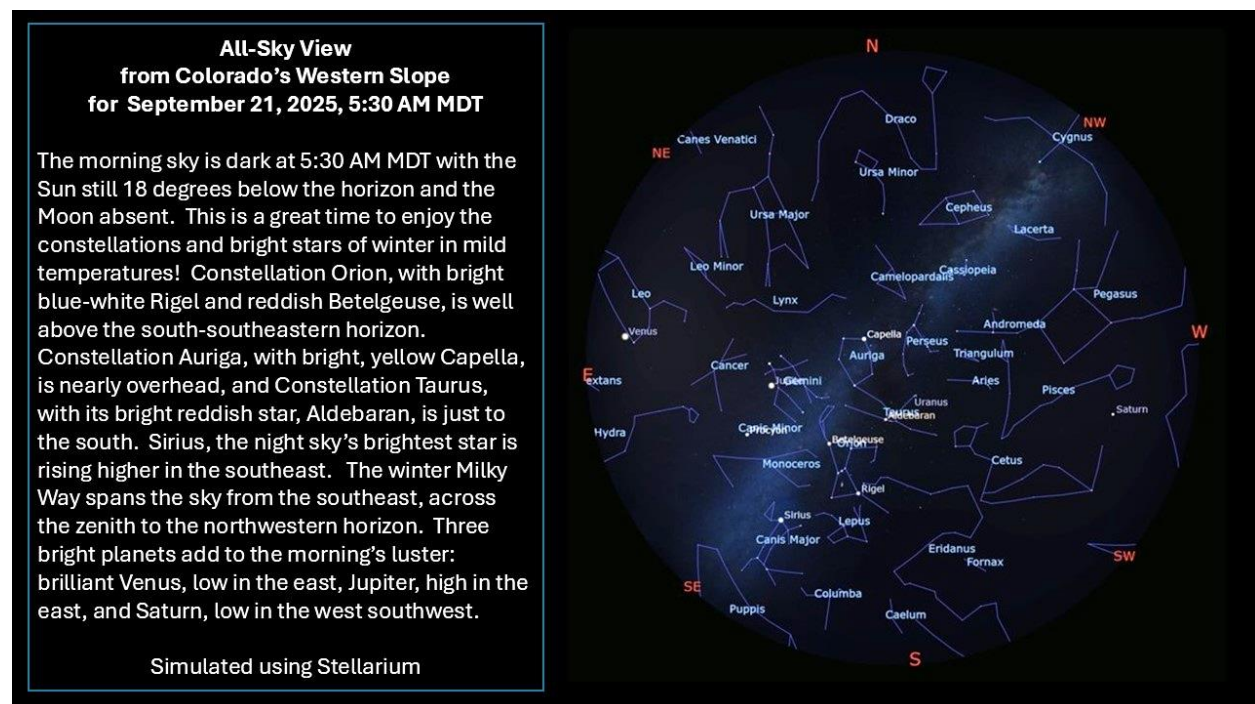 All-Sky View
from Colorado's Western Slope
for September 21, 2025, 5:30 AM MDT
The morning sky is dark at 5:30 AM MDT with the
Sun still 18 degrees below the horizon and the
Moon absent. This is a great time to enjoy the
constellations and bright stars of winter in mild
temperatures! Constellation Orion, with bright
blue-white Rigel and reddish Betelgeuse, is well
above the south-southeastern horizon.
Constellation Auriga, with bright, yellow Capella,
is nearly overhead, and Constellation Taurus,
with its bright reddish star, Aldebaran, is just to
the south. Sirius, the night sky's brightest star is
rising higher in the southeast. The winter Milky
Way spans the sky from the southeast, across
the zenith to the northwestern horizon. Three
bright planets add to the morning's luster:
brilliant Venus, low in the east, Jupiter, high in the
east, and Saturn, low in the west southwest.
Simulated using Stellarium
N
Draco
NW
Canes Venatici
Cygnus
NE
Ursa Minor
Cepheus
Ursa Major
Lacerta
Leo Minor
Camelopardalis
Cassiopeia
Leo
Lynx
Pegasus
Venus
Capella
Andromeda
W
Perseus
Auriga
Triangulum
Cancer
E
extans
Jupiter
Gemini
Aries
Pisces
Uranus
Saturn
Taurus
Aldebaran
Hydra
Canis Minor
Procyon
Betelgeuse
Orion
Monoceros
Cetus
Rigel
Sirius
Lepus
Canis Major
Eridanus
SW
Fornax
SE
Columba
Puppis
Caelum
S